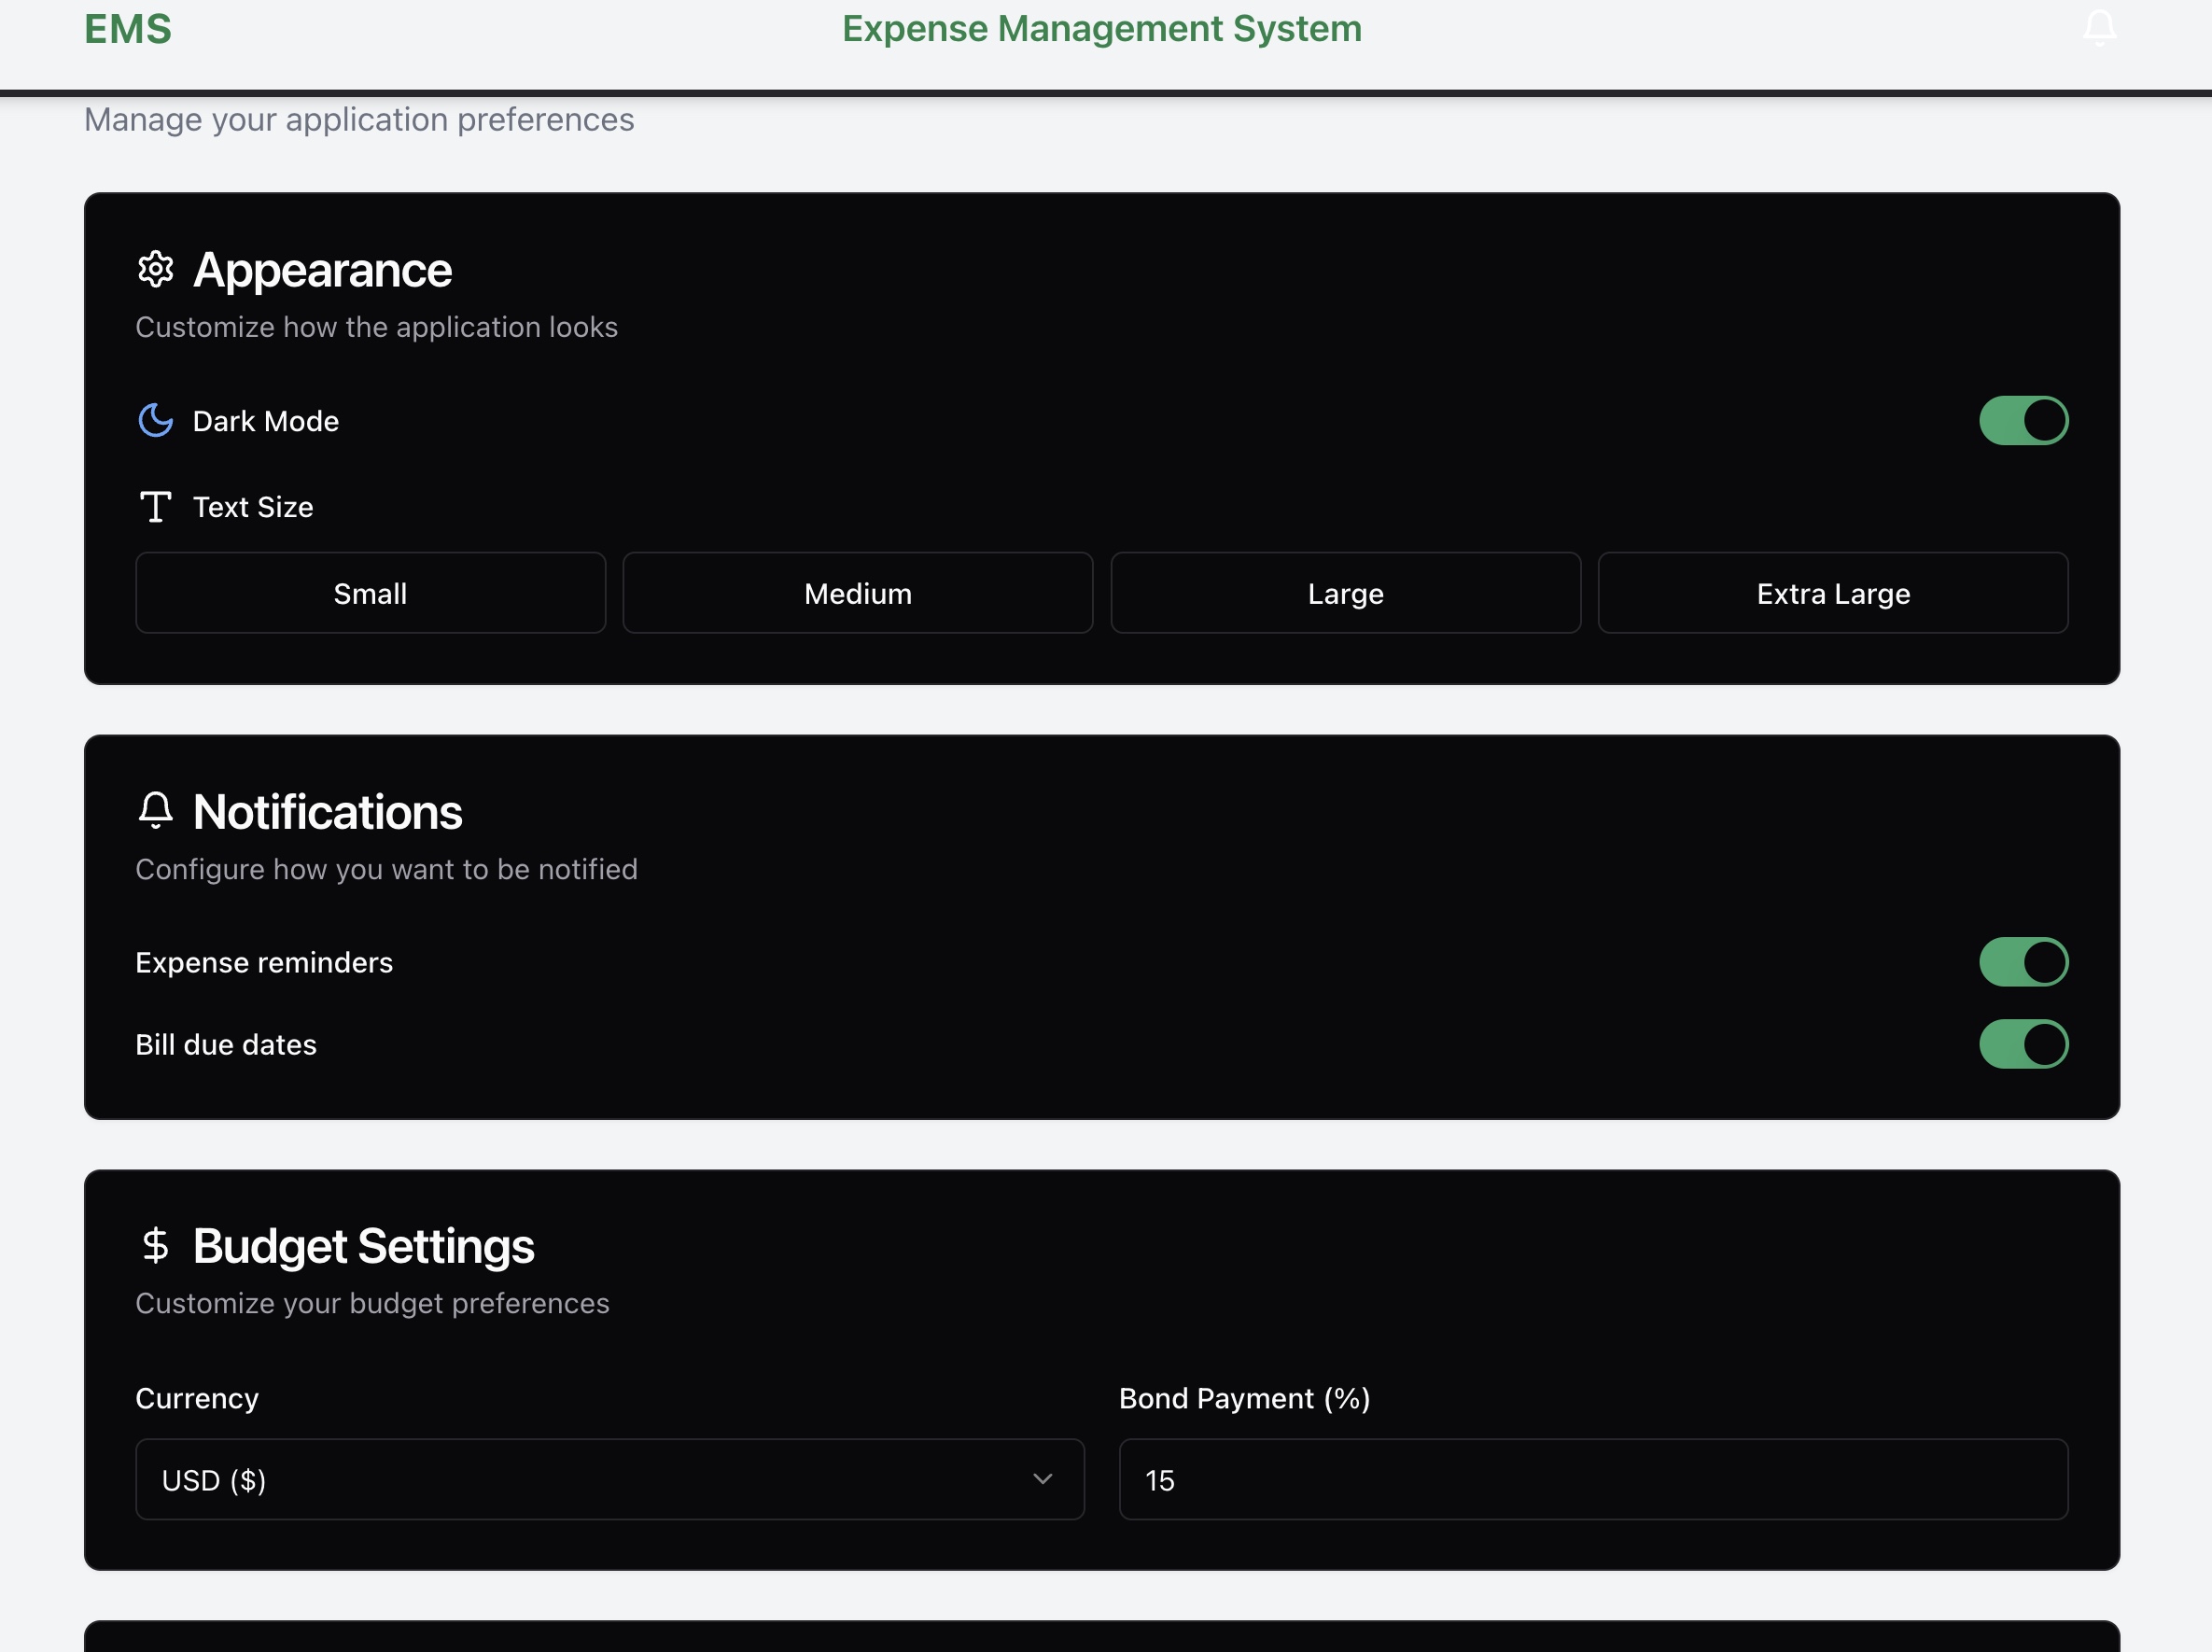 EMS
Expense Management System
Manage your application preferences
Appearance
Customize how the application looks
Dark Mode
Text Size
Small
Medium
Large
Extra Large
Notifications
Configure how you want to be notified
Expense reminders
Bill due dates
$ Budget Settings
Customize your budget preferences
Currency
Bond Payment (%)
USD ($)
15